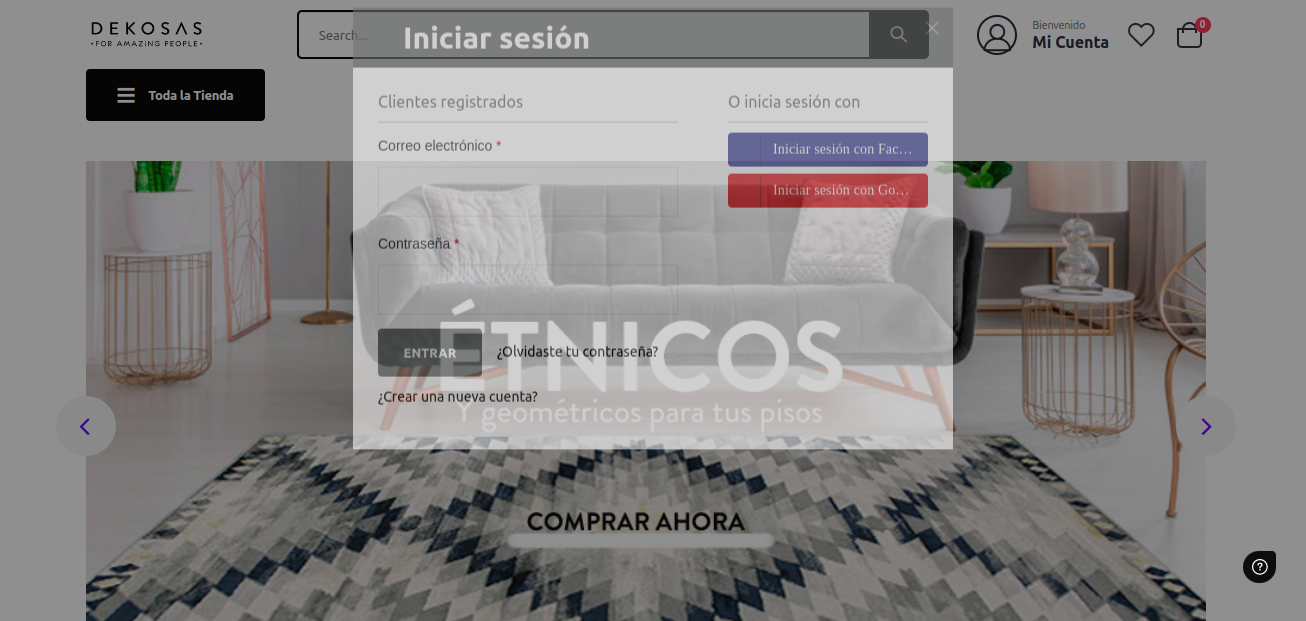 DEKOSAS
•FOR AMAZiNG PEOPLE•
Search...
Bienvenido
Mi Cuenta
0
Toda la Tienda
Iniciar sesión
Clientes registrados
Correo electrónico *
Contraseña *
ENTRAR
¿Olvidaste tu contraseña?
¿Crear una nueva cuenta?
O inicia sesión con
Iniciar sesión con Fac…
Iniciar sesión con Go…
ÉTNICOS
Y geométricos para tus pisos
COMPRAR AHORA